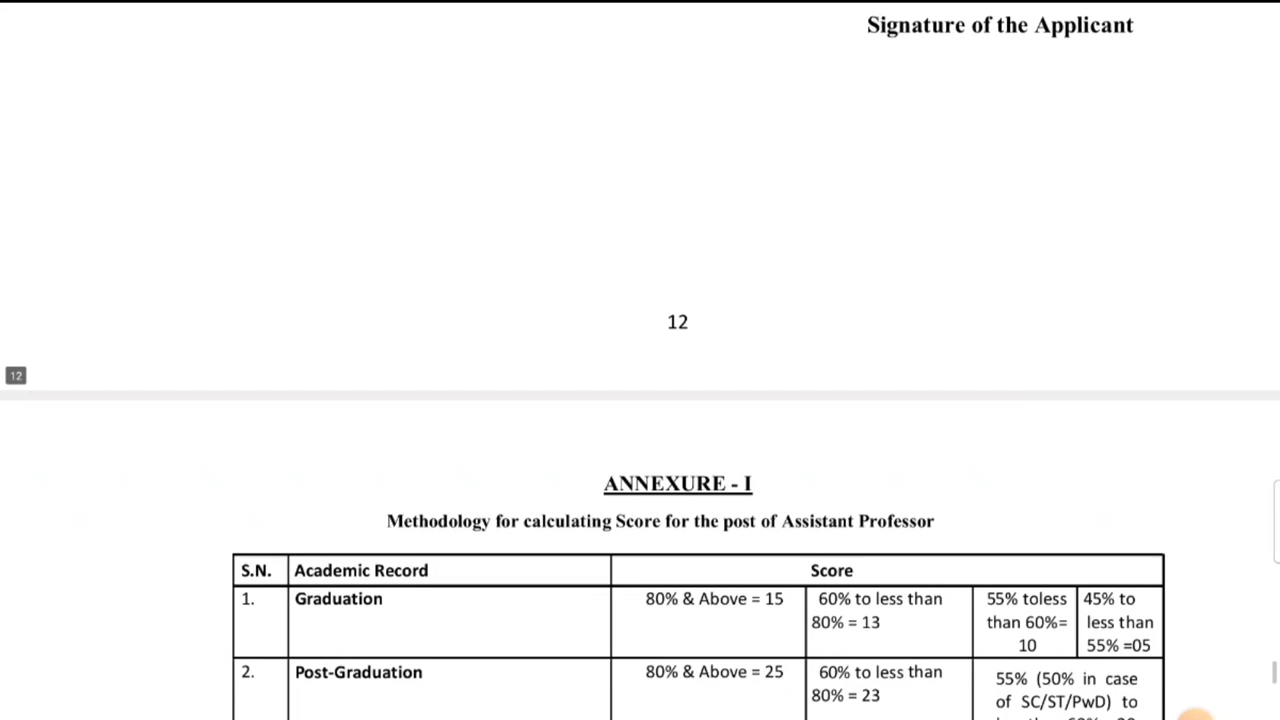 Signature of the Applicant
12
12
ANNEXURE - I
Methodology for calculating Score for the post of Assistant Professor
S.N. Academic Record Score
1. Graduation 80% & Above = 15 60% to less than 80% = 13 55% toless than 60%= 10 45% to less than 55% =05
2. Post-Graduation 80% & Above = 25 60% to less than 80% = 23 55% (50% in case of SC/ST/PwD) to